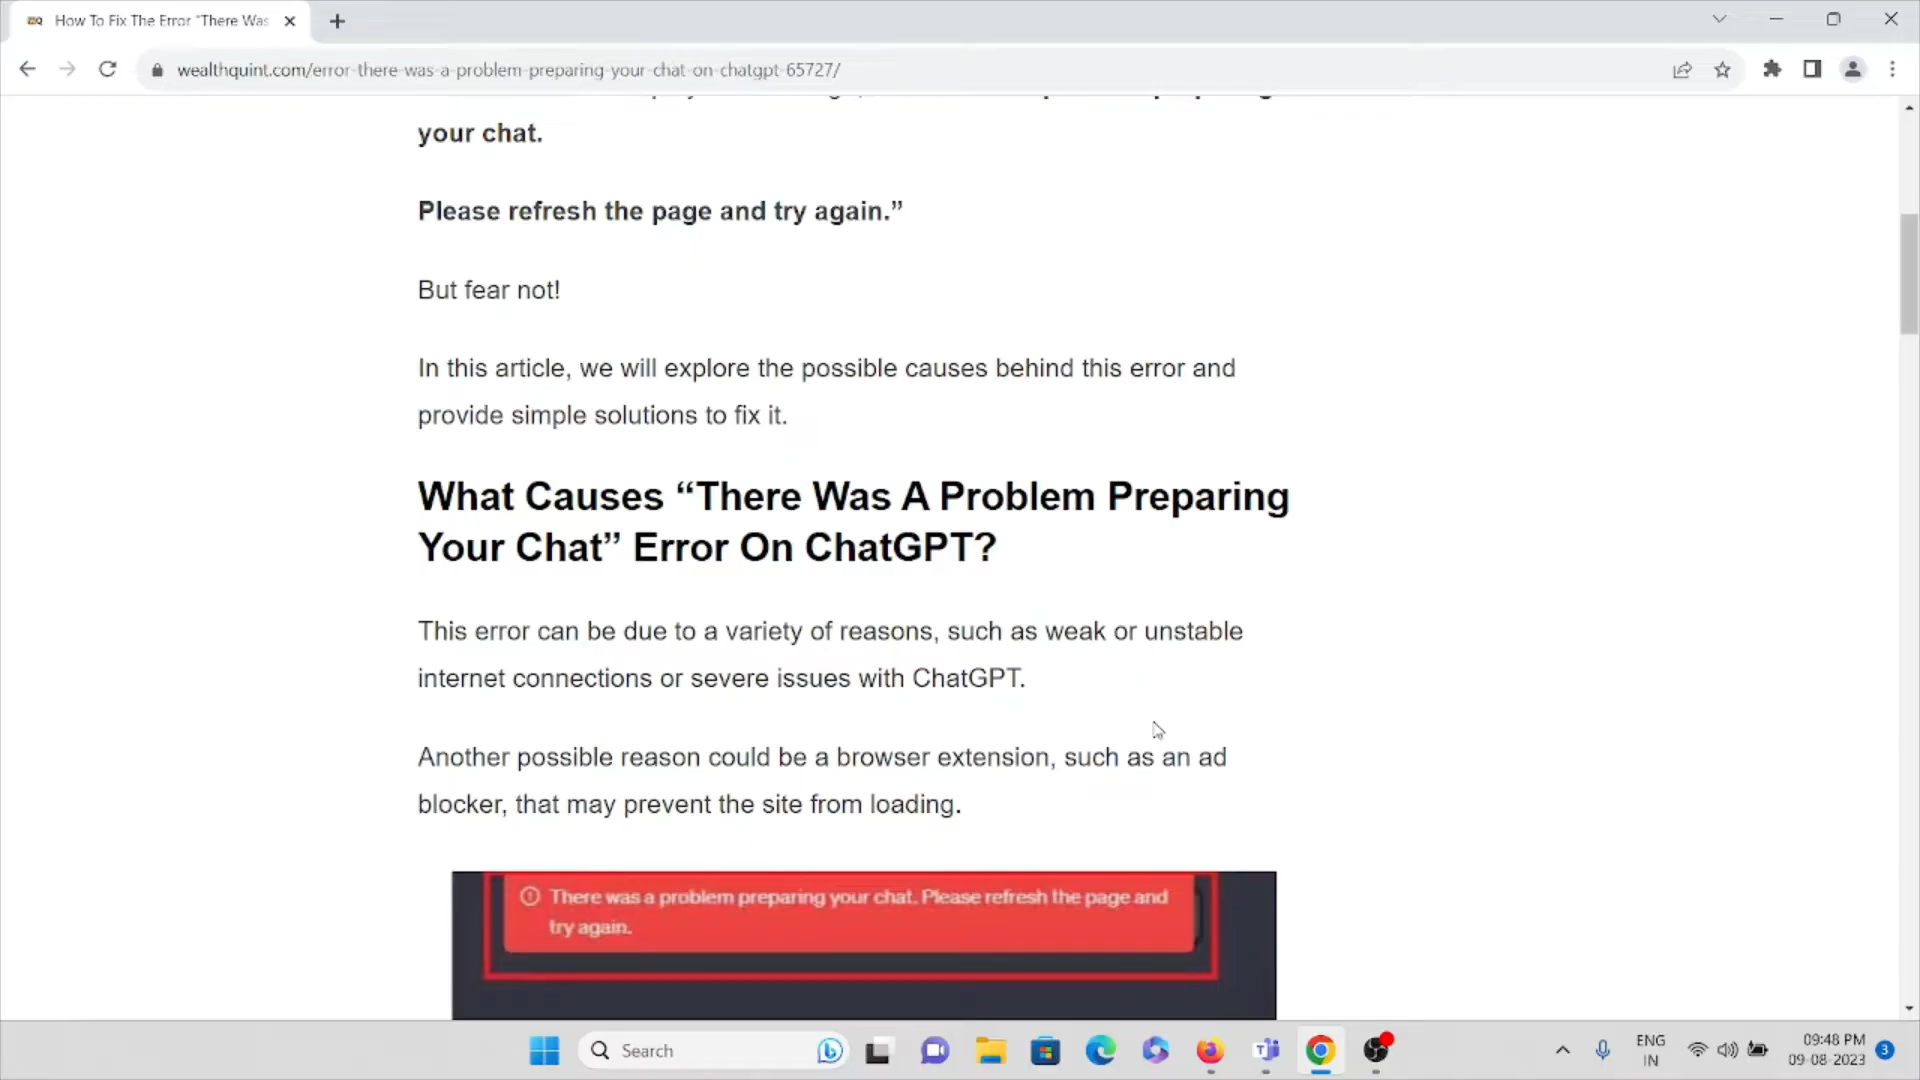 How To Fix The Error "There Was
wealthquint.com/error-there-was-a-problem-preparing-your-chat-on-chatgpt-65727/
your chat.
Please refresh the page and try again.”
But fear not!
In this article, we will explore the possible causes behind this error and
provide simple solutions to fix it.
What Causes “There Was A Problem Preparing
Your Chat” Error On ChatGPT?
This error can be due to a variety of reasons, such as weak or unstable
internet connections or severe issues with ChatGPT.
Another possible reason could be a browser extension, such as an ad
blocker, that may prevent the site from loading.
There was a problem preparing your chat. Please refresh the page and
try again.
Search
ENG
IN
09:48 PM
09-08-2023
3